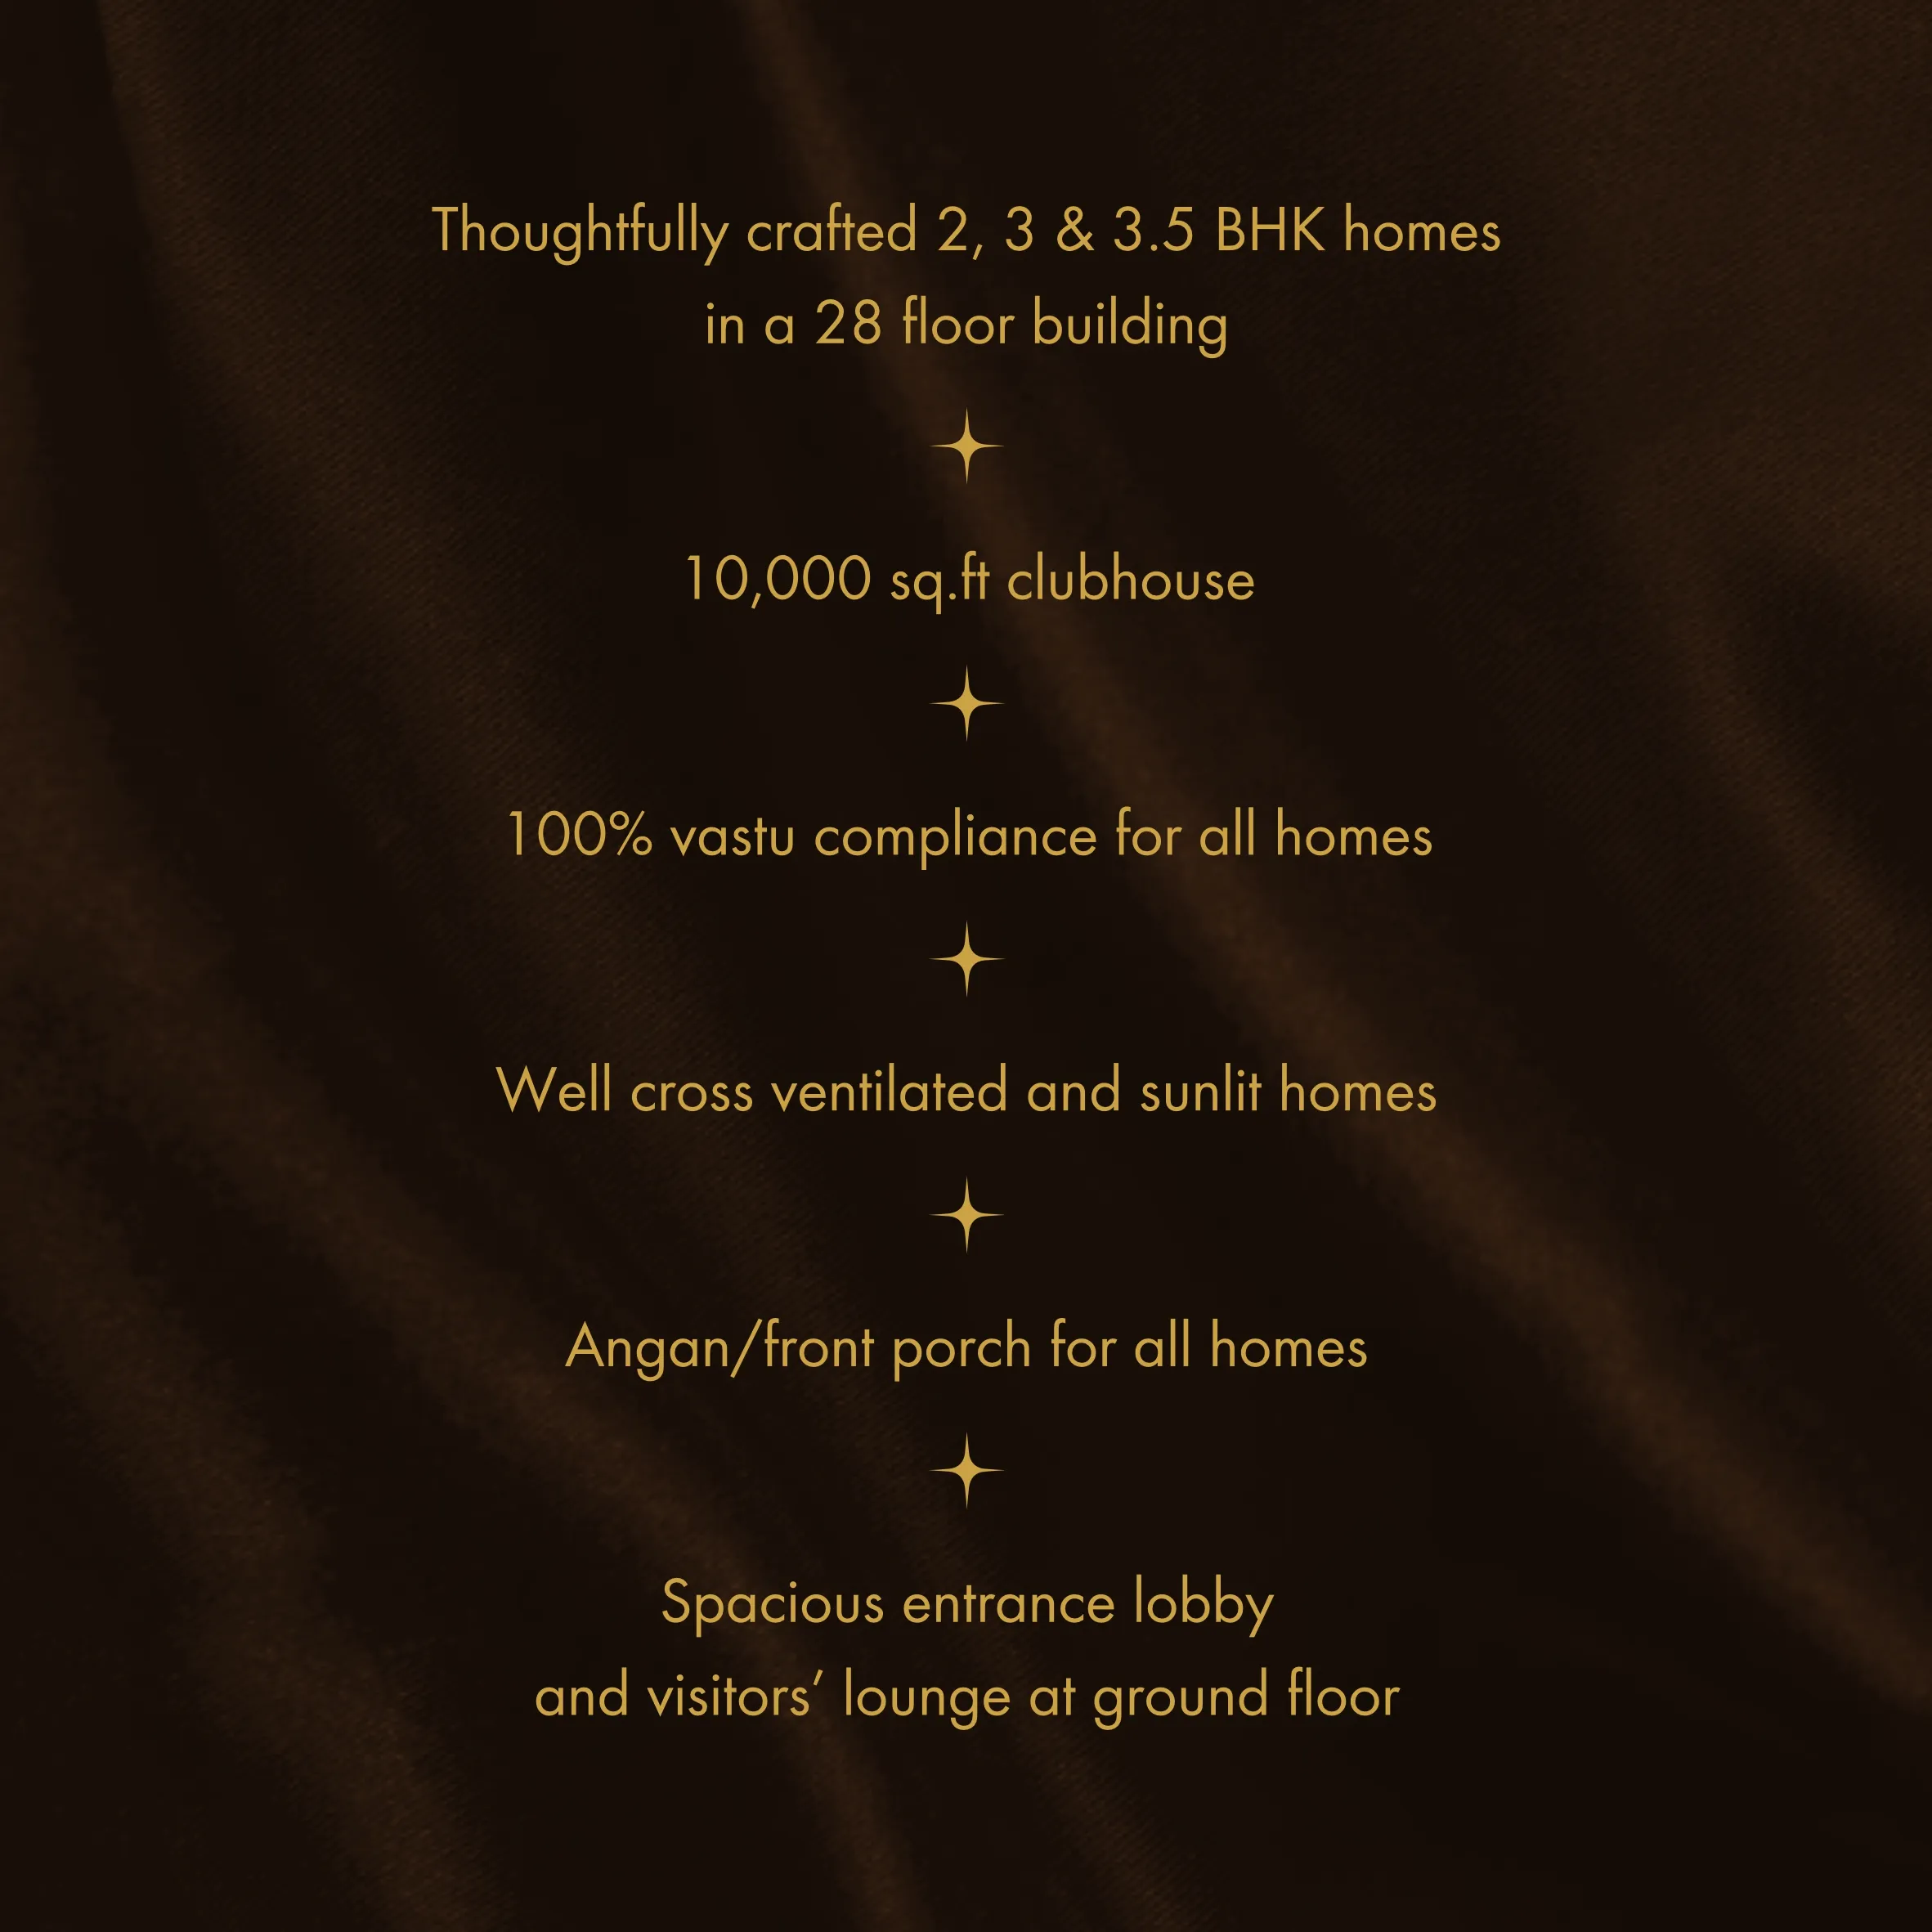 Thoughtfully crafted 2, 3 & 3.5 BHK homes
in a 28 floor building
10,000 sq.ft clubhouse
100% vastu compliance for all homes
Well cross ventilated and sunlit homes
Angan/front porch for all homes
Spacious entrance lobby
and visitors’ lounge at ground floor